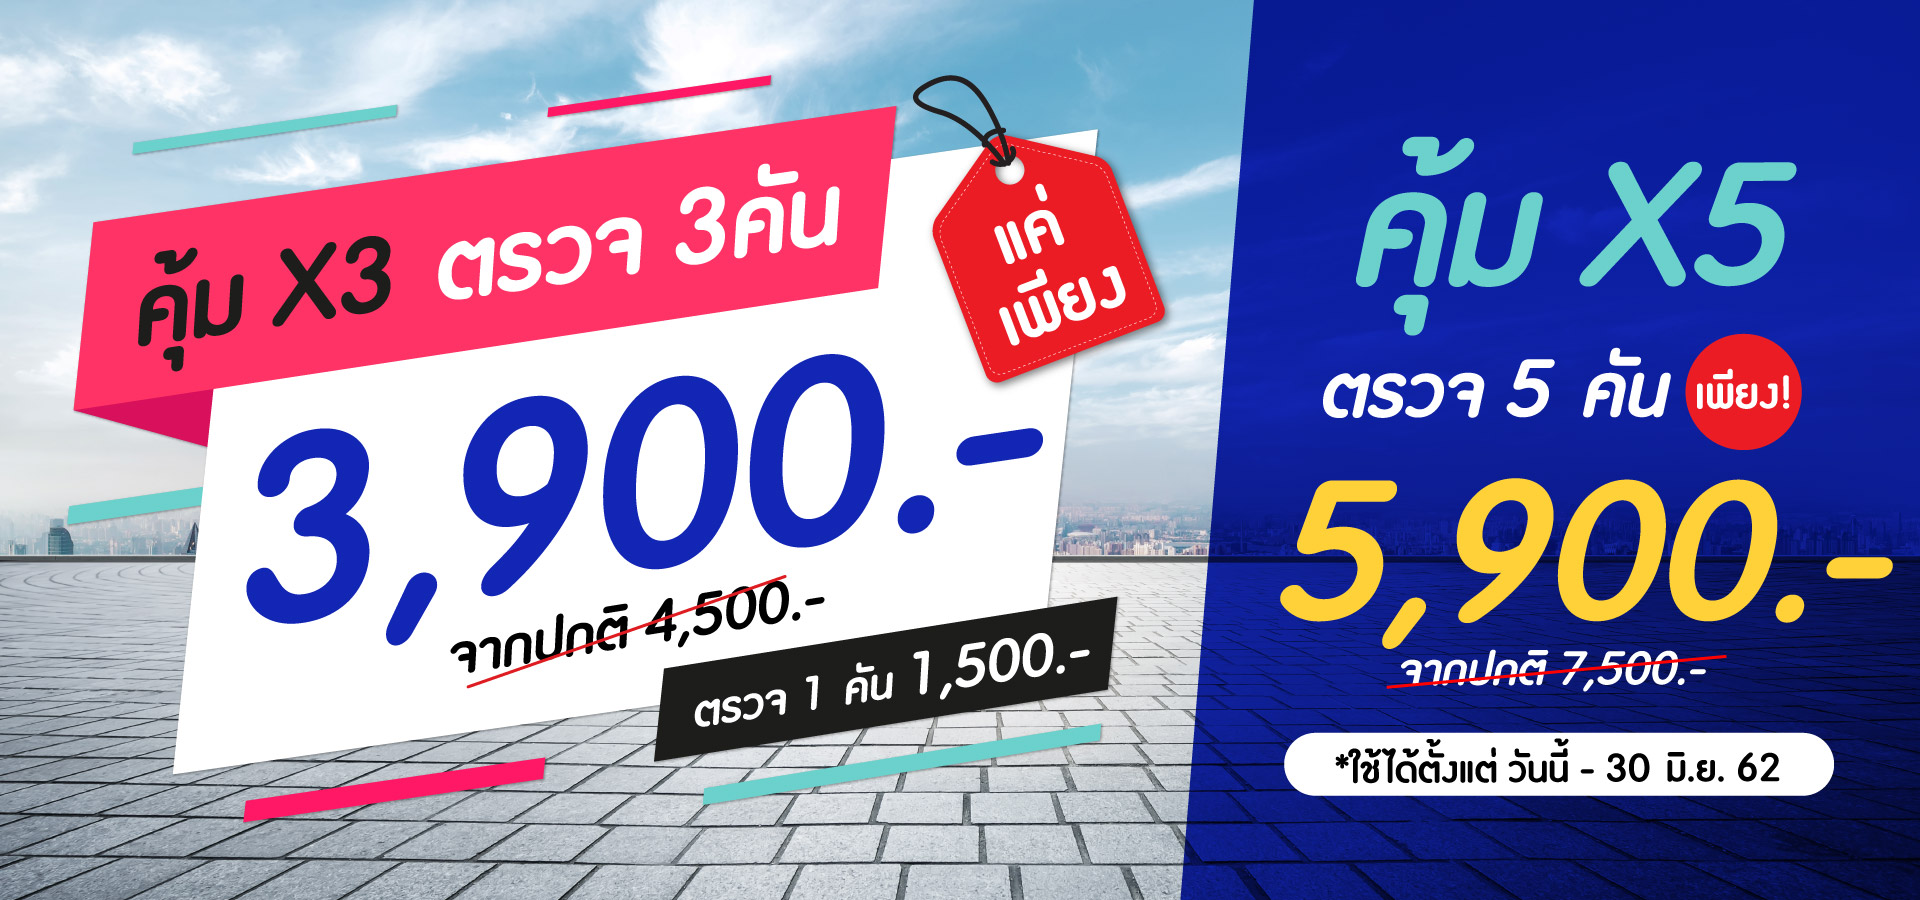 คุ้ม X3 ตรวจ 3คัน
แค่
เพียง
3,900.-
จากปกติ 4,500.-
ตรวจ 1 คัน 1,500.-
คุ้ม X5
ตรวจ 5 คัน เพียง!
5,900.-
จากปกติ 7,500.-
*ใช้ได้ตั้งแต่ วันนี้ - 30 มิ.ย. 62